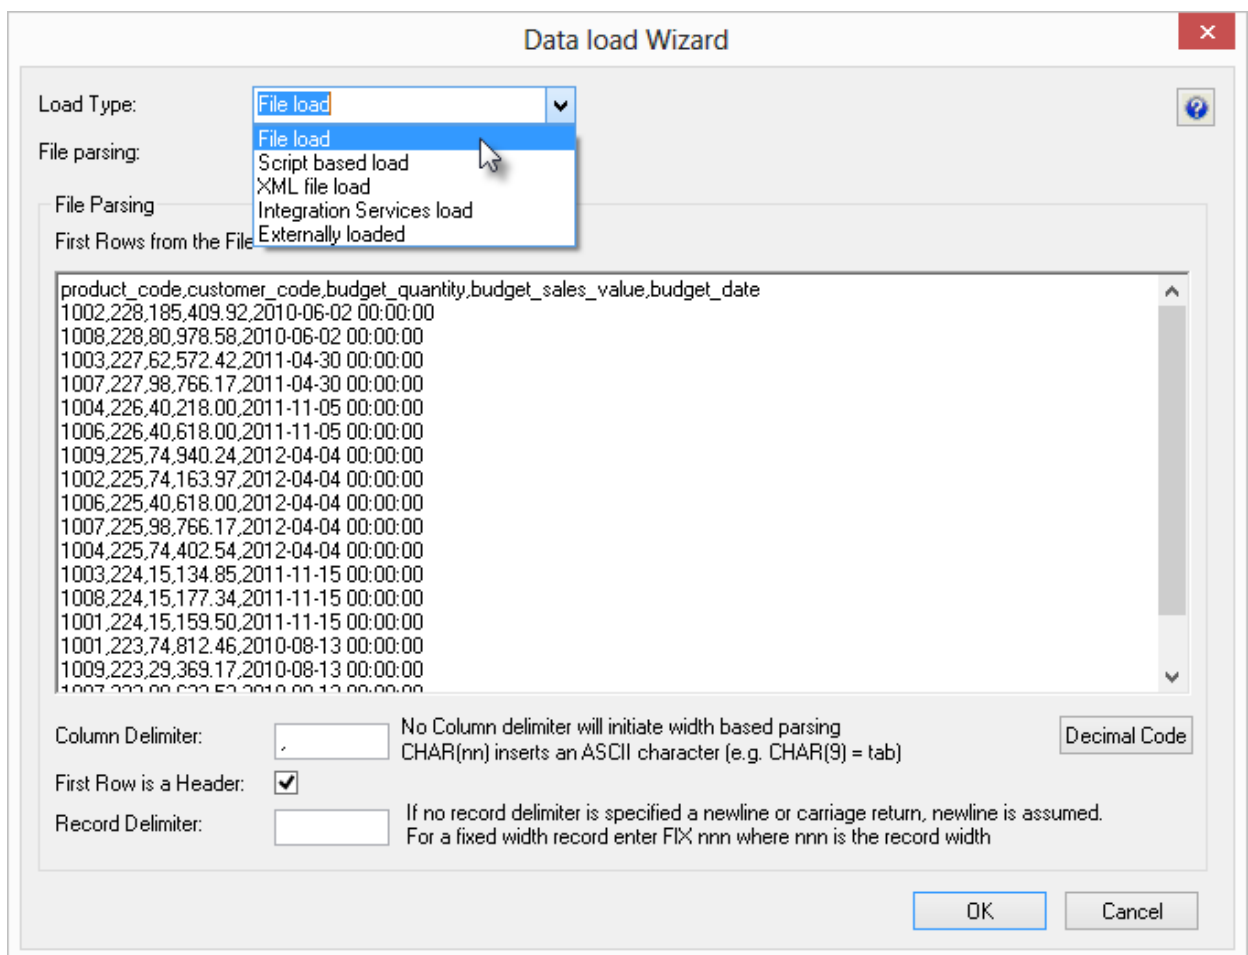 Data load Wizard
Load Type:
File load
File load
Script based load
XML file load
Integration Services load
Externally loaded
File parsing:
File Parsing
First Rows from the File
product_code,customer_code,budget_quantity,budget_sales_value,budget_date
1002,228,185,409.92,2010-06-02 00:00:00
1008,228,80,978.58,2010-06-02 00:00:00
1003,227,62,572.42,2011-04-30 00:00:00
1007,227,98,766.17,2011-04-30 00:00:00
1004,226,40,218.00,2011-11-05 00:00:00
1006,226,40,618.00,2011-11-05 00:00:00
1009,225,74,940.24,2012-04-04 00:00:00
1002,225,74,163.97,2012-04-04 00:00:00
1006,225,40,618.00,2012-04-04 00:00:00
1007,225,98,766.17,2012-04-04 00:00:00
1004,225,74,402.54,2012-04-04 00:00:00
1003,224,15,134.85,2011-11-15 00:00:00
1008,224,15,177.34,2011-11-15 00:00:00
1001,224,15,159.50,2011-11-15 00:00:00
1001,223,74,812.46,2010-08-13 00:00:00
1009,223,29,369.17,2010-08-13 00:00:00
Column Delimiter:
,
No Column delimiter will initiate width based parsing
CHAR(nn) inserts an ASCII character (e.g. CHAR(9) = tab)
Decimal Code
First Row is a Header:
Record Delimiter:
If no record delimiter is specified a newline or carriage return, newline is assumed.
For a fixed width record enter FIX nnn where nnn is the record width
OK
Cancel